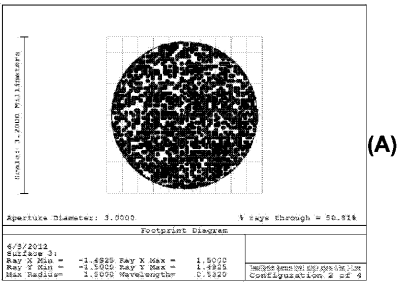 Scale: 3.2000 Millimeters
(A)
Aperture Diameter: 3.0000 % rays through = 50.81%
Footprint Diagram
6/3/2012
Surface 3:
Ray X Min = -1.4925 Ray X Max = 1.5000
Ray Y Min = -1.5000 Ray Y Max = 1.4925
Max Radius= 1.5000 Wavelength= 0.5320
Configuration 2 of 4